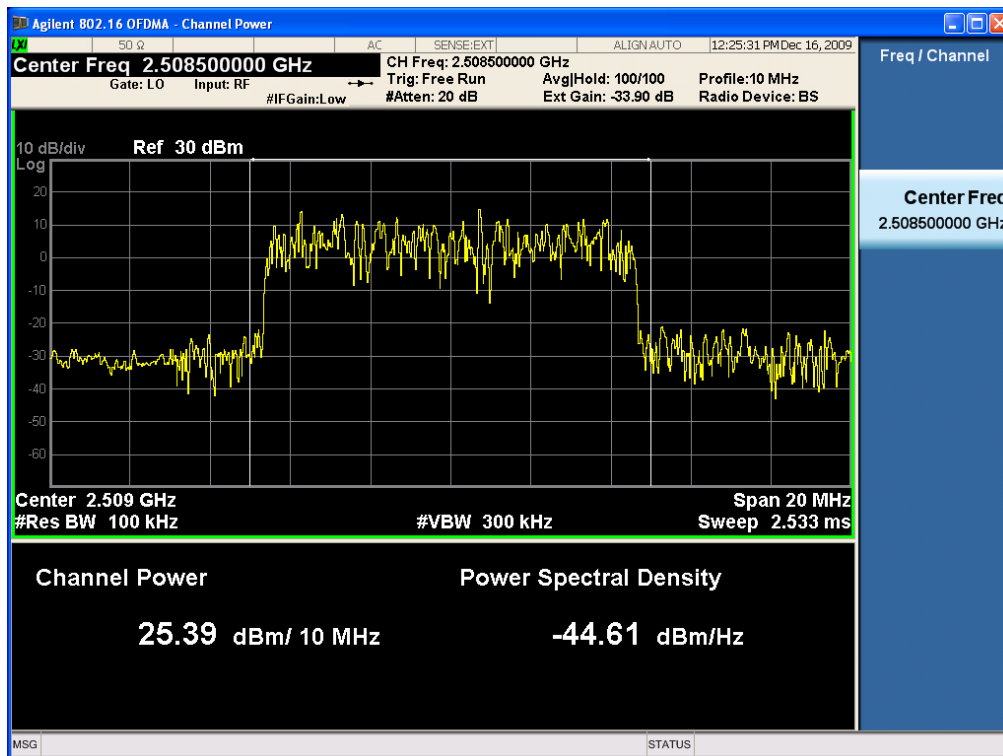 Agilent 802.16 OFDMA - Channel Power
LXI 50 Ω AC SENSE:EXT ALIGN AUTO 12:25:31 PM Dec 16, 2009
Center Freq 2.508500000 GHz
Gate: LO Input: RF
#IFGain:Low
CH Freq: 2.508500000 GHz
Trig: Free Run Avg|Hold: 100/100 Profile:10 MHz
#Atten: 20 dB Ext Gain: -33.90 dB Radio Device: BS
Freq / Channel
Center Freq
2.508500000 GHz
10 dB/div Ref 30 dBm
Log
20
10
0
-10
-20
-30
-40
-50
-60
Center 2.509 GHz Span 20 MHz
#Res BW 100 kHz #VBW 300 kHz Sweep 2.533 ms
Channel Power Power Spectral Density
25.39 dBm/ 10 MHz -44.61 dBm/Hz
MSG STATUS